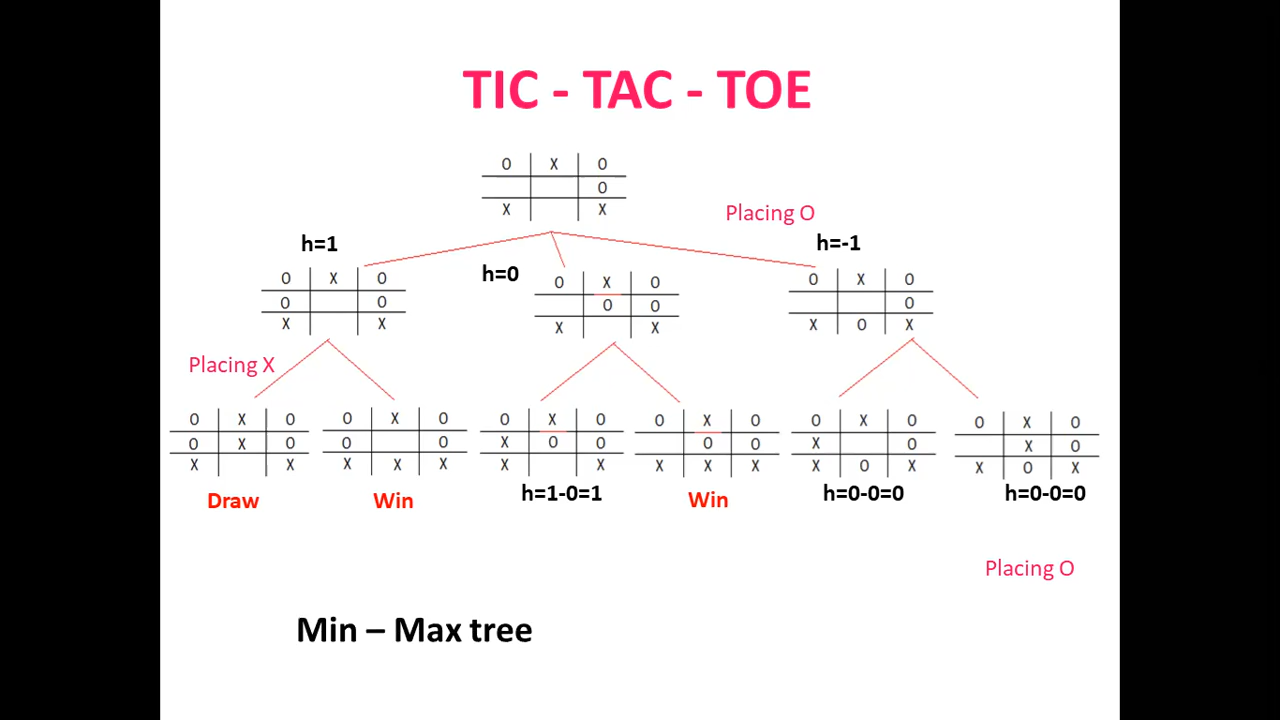 TIC - TAC - TOE
O X O
O
X X
Placing O
h=1
h=0
h=-1
O X O
O O
X X
O X O
O O
X X
O X O
O
X O X
Placing X
O X O
O X O
X X
O X O
O O
X X X
O X O
X O O
X X
O X O
O O
X X X
O X O
X O
X O X
O X O
X O
X O X
Draw
Win
h=1-0=1
Win
h=0-0=0
h=0-0=0
Placing O
Min – Max tree